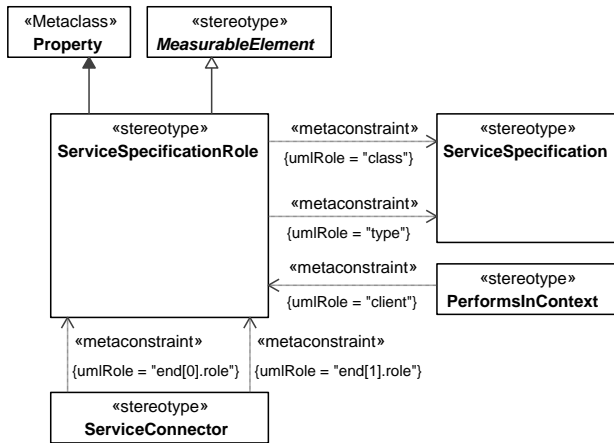 «Metaclass»
Property
«stereotype»
MeasurableElement
«stereotype»
ServiceSpecificationRole
«metaconstraint»
{umlRole = "class"}
«stereotype»
ServiceSpecification
«metaconstraint»
{umlRole = "type"}
«metaconstraint»
{umlRole = "client"}
«stereotype»
PerformsInContext
«metaconstraint»
{umlRole = "end[0].role"}
«metaconstraint»
{umlRole = "end[1].role"}
«stereotype»
ServiceConnector